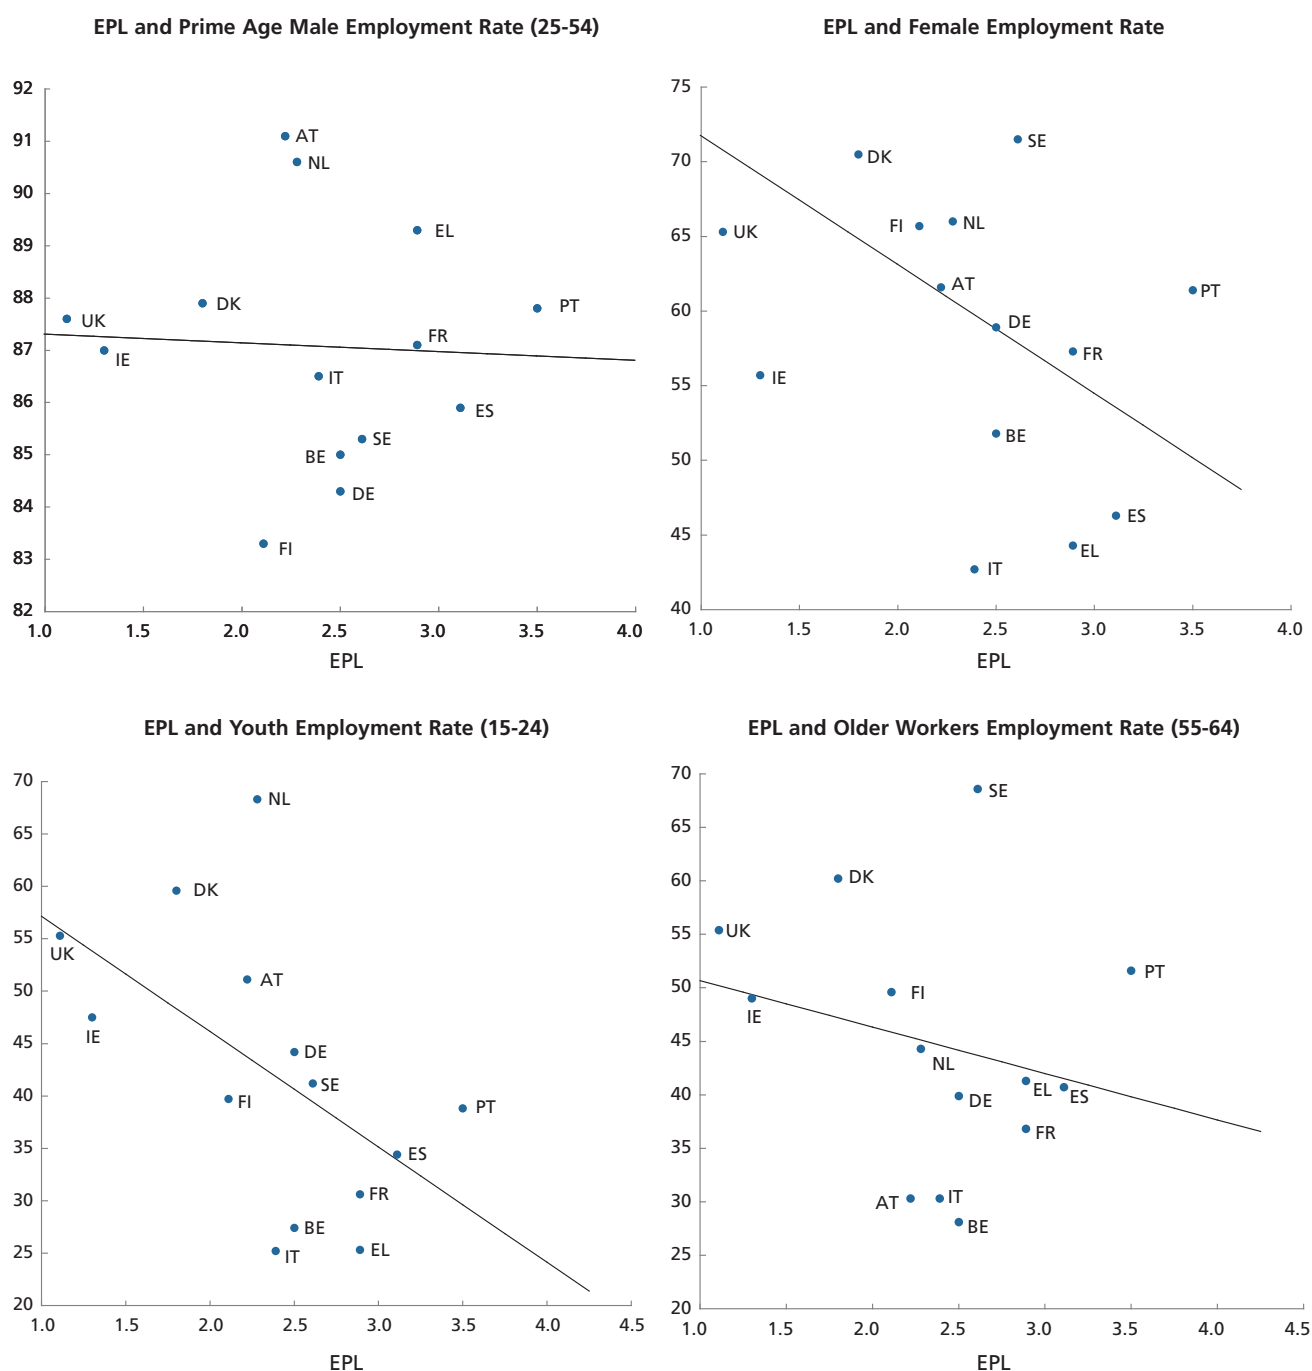 EPL and Prime Age Male Employment Rate (25-54)
92
91
90
89
88
87
86
85
84
83
82
AT
NL
EL
DK
PT
UK
FR
IE
IT
ES
SE
BE
DE
FI
1.0 1.5 2.0 2.5 3.0 3.5 4.0
EPL
EPL and Female Employment Rate
75
70
65
60
55
50
45
40
SE
DK
FI
NL
UK
AT
PT
DE
FR
IE
BE
ES
EL
IT
1.0 1.5 2.0 2.5 3.0 3.5 4.0
EPL
EPL and Youth Employment Rate (15-24)
70
65
60
55
50
45
40
35
30
25
20
NL
DK
UK
AT
IE
DE
SE
FI
PT
ES
FR
BE
IT
EL
1.0 1.5 2.0 2.5 3.0 3.5 4.0 4.5
EPL
EPL and Older Workers Employment Rate (55-64)
70
65
60
55
50
45
40
35
30
25
20
SE
DK
UK
PT
FI
IE
NL
EL
ES
DE
FR
AT
IT
BE
1.0 1.5 2.0 2.5 3.0 3.5 4.0 4.5
EPL